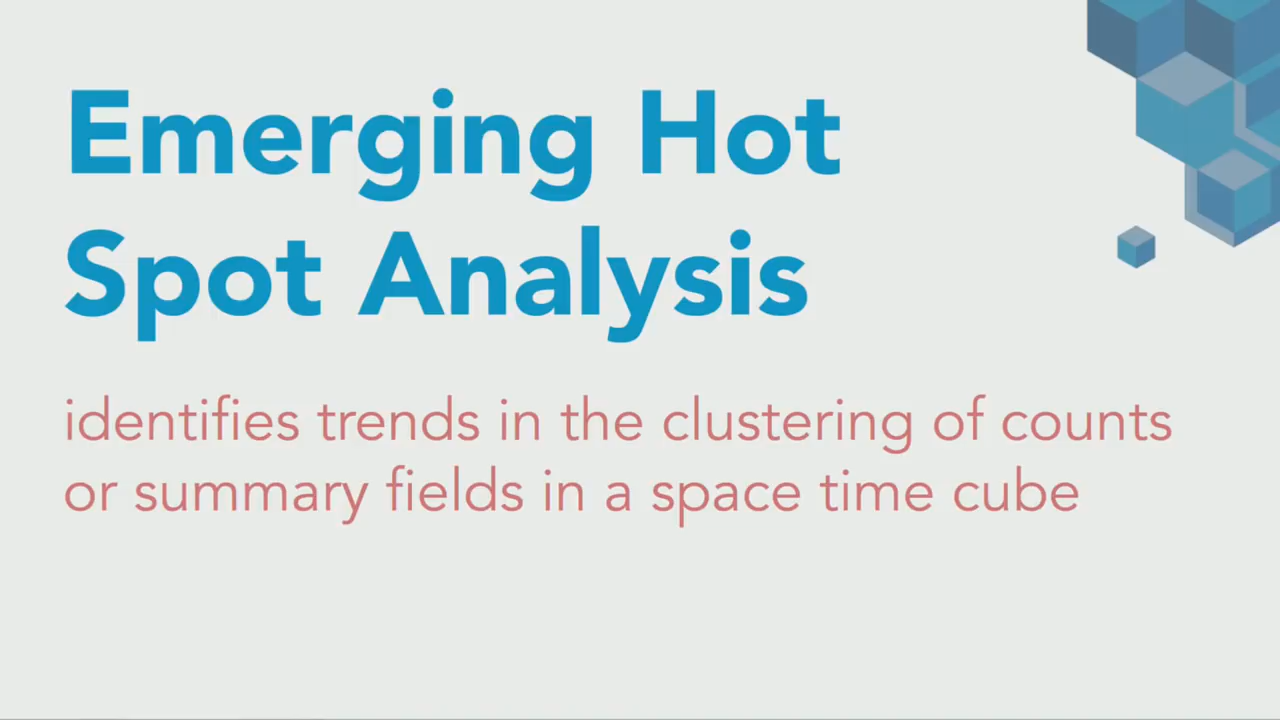 Emerging Hot
Spot Analysis
identifies trends in the clustering of counts
or summary fields in a space time cube